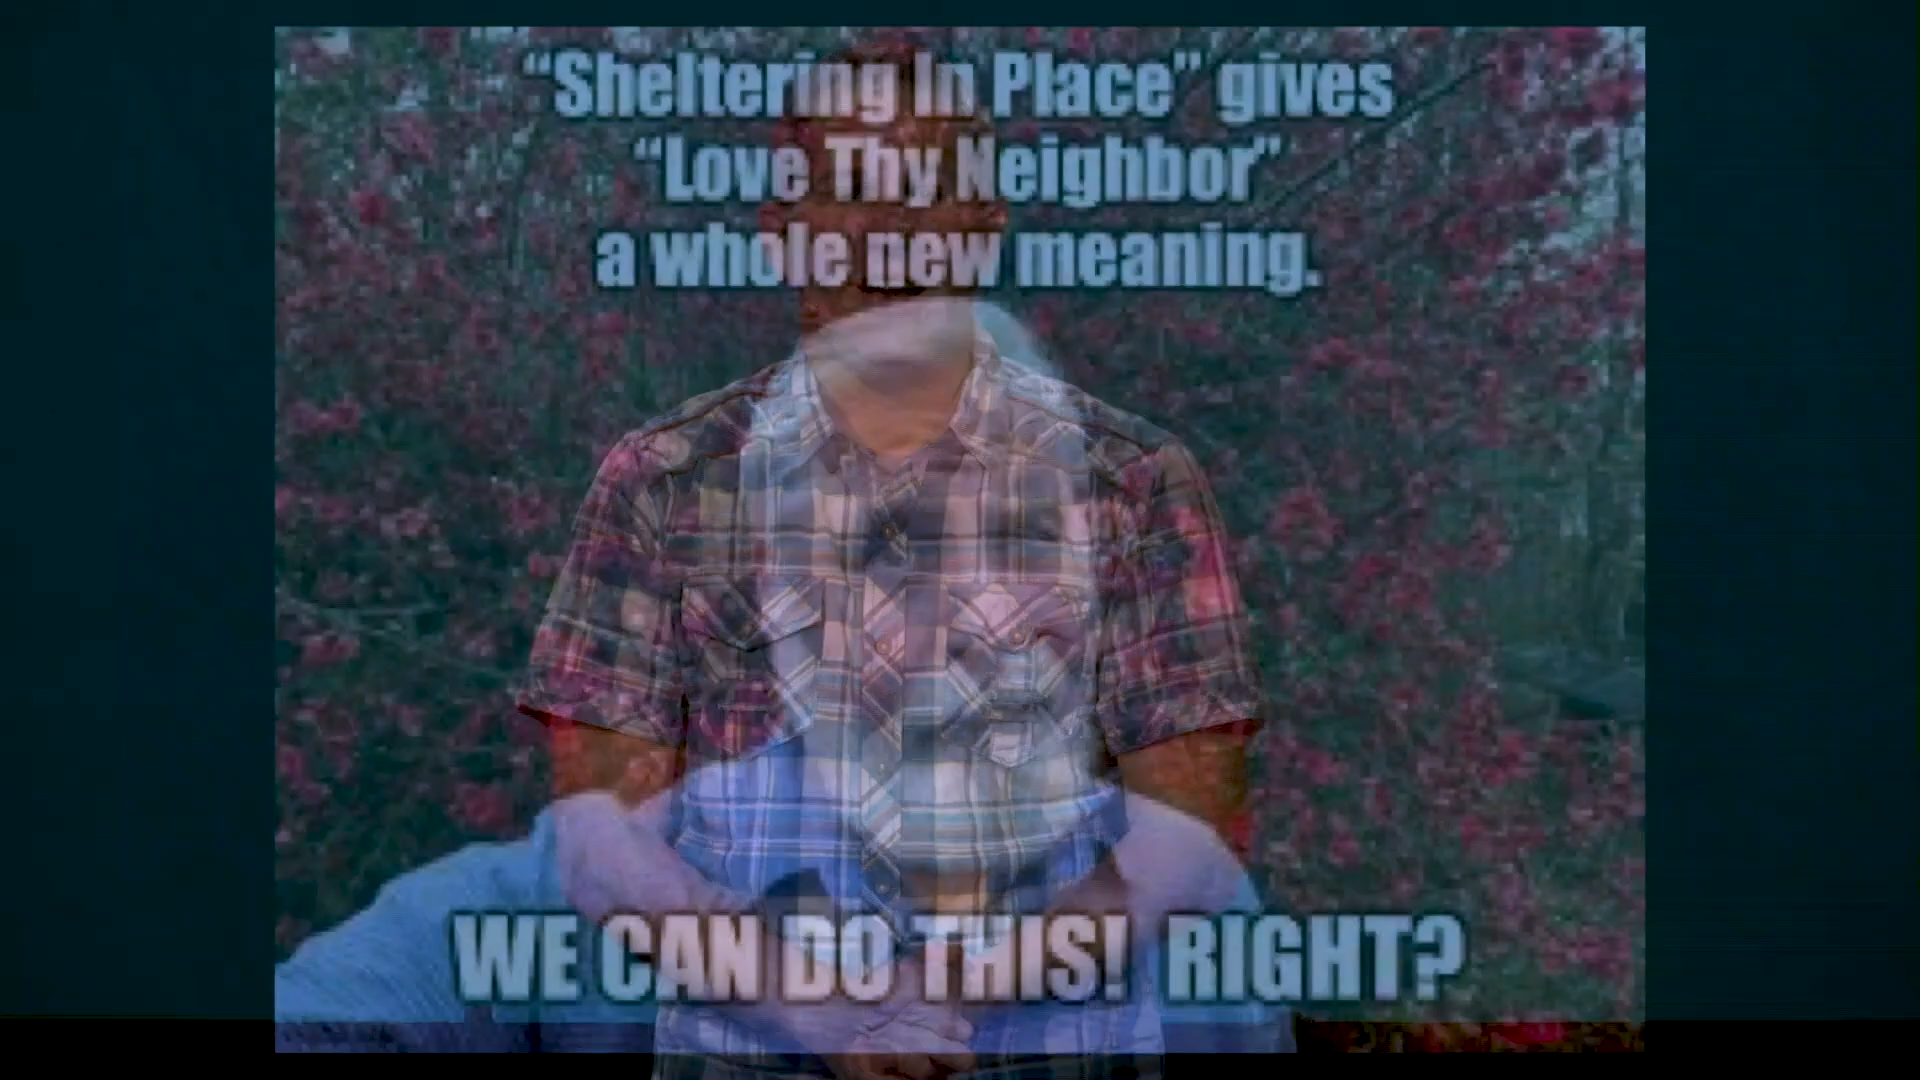 “Sheltering In Place” gives
“Love Thy Neighbor”
a whole new meaning.
WE CAN DO THIS!  RIGHT?